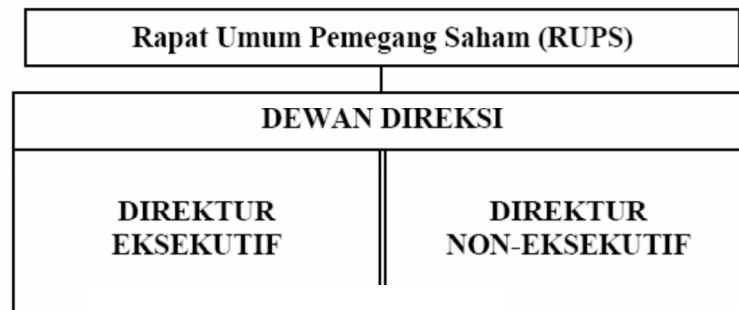 Rapat Umum Pemegang Saham (RUPS)
DEWAN DIREKSI
DIREKTUR
EKSEKUTIF
DIREKTUR
NON-EKSEKUTIF